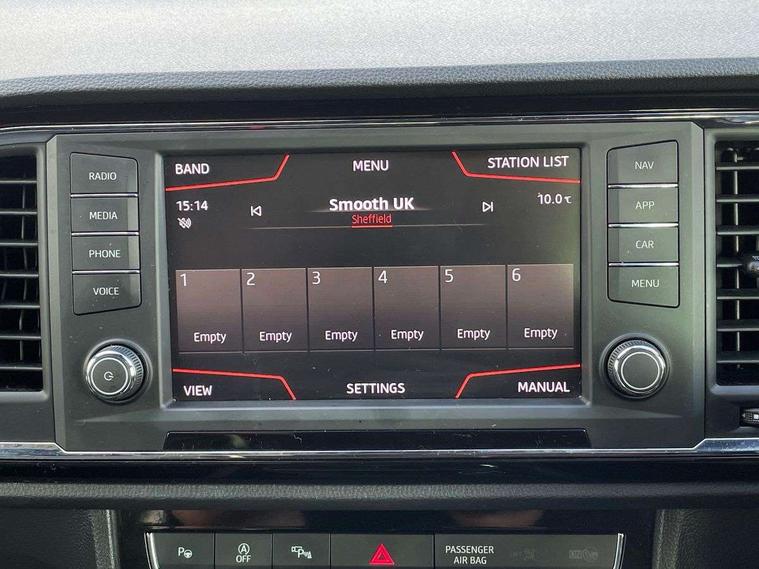 RADIO
MEDIA
PHONE
VOICE
BAND MENU STATION LIST
15:14 Smooth UK 10.0℃
Sheffield
1 2 3 4 5 6
Empty Empty Empty Empty Empty Empty
VIEW SETTINGS MANUAL
NAV
APP
CAR
MENU
P A OFF P PASSENGER
AIR BAG